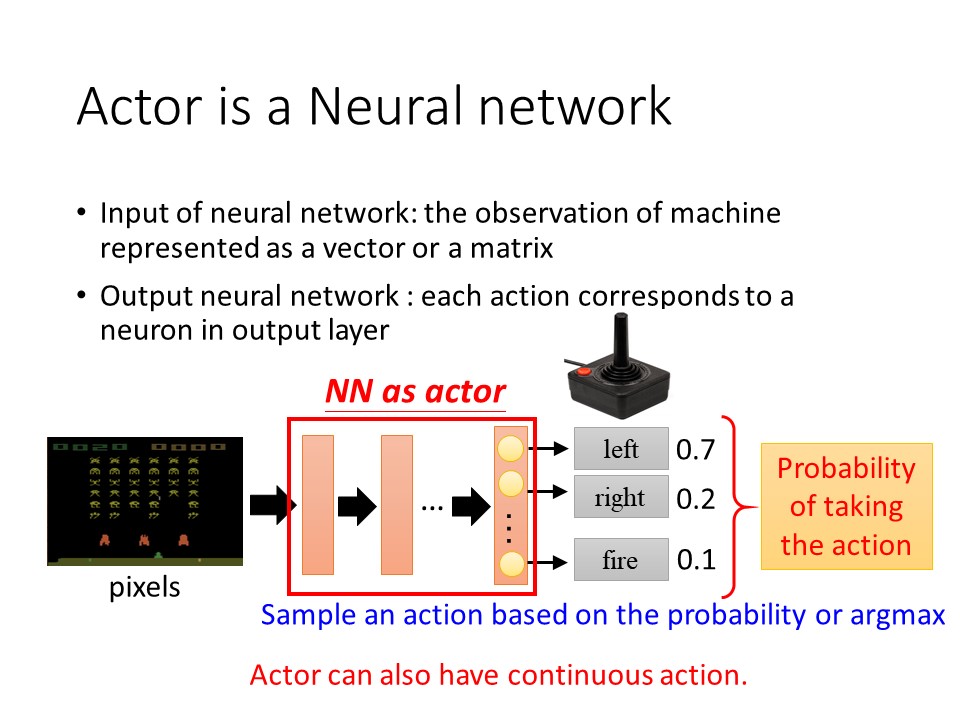 Actor is a Neural network
• Input of neural network: the observation of machine
represented as a vector or a matrix
• Output neural network : each action corresponds to a
neuron in output layer
NN as actor
0020 0000
pixels
…
…
left 0.7
right 0.2
fire 0.1
Probability
of taking
the action
Sample an action based on the probability or argmax
Actor can also have continuous action.